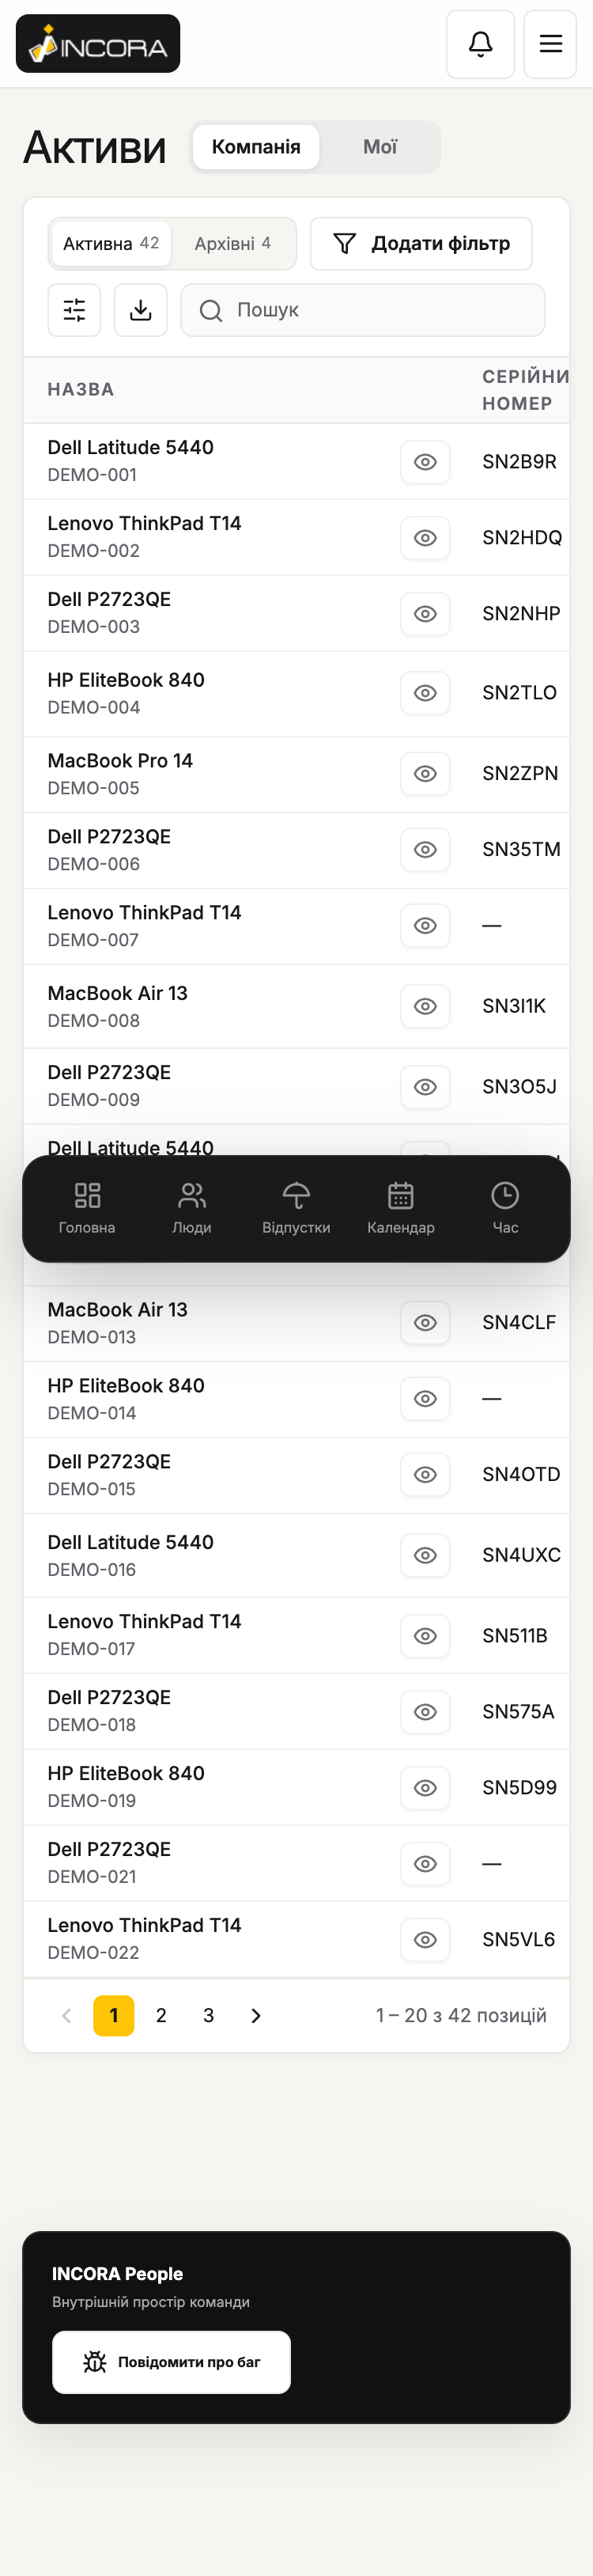 INCORA
Активи
Компанія
Мої
Активна 42
Архівні 4
Додати фільтр
Пошук
НАЗВА
НОМЕР
Dell Latitude 5440
DEMO-001
SN2B9R
Lenovo ThinkPad T14
DEMO-002
SN2HDQ
Dell P2723QE
DEMO-003
SN2NHP
HP EliteBook 840
DEMO-004
SN2TLO
MacBook Pro 14
DEMO-005
SN2ZPN
Dell P2723QE
DEMO-006
SN35TM
Lenovo ThinkPad T14
DEMO-007
—
MacBook Air 13
DEMO-008
SN3I1K
Dell P2723QE
DEMO-009
SN3O5J
Dell Latitude 5440
Головна
Люди
Відпустки
Календар
Час
MacBook Air 13
DEMO-013
SN4CLF
HP EliteBook 840
DEMO-014
—
Dell P2723QE
DEMO-015
SN4OTD
Dell Latitude 5440
DEMO-016
SN4UXC
Lenovo ThinkPad T14
DEMO-017
SN511B
Dell P2723QE
DEMO-018
SN575A
HP EliteBook 840
DEMO-019
SN5D99
Dell P2723QE
DEMO-021
—
Lenovo ThinkPad T14
DEMO-022
SN5VL6
1
2
3
1 – 20 з 42 позицій
INCORA People
Внутрішній простір команди
Повідомити про баг